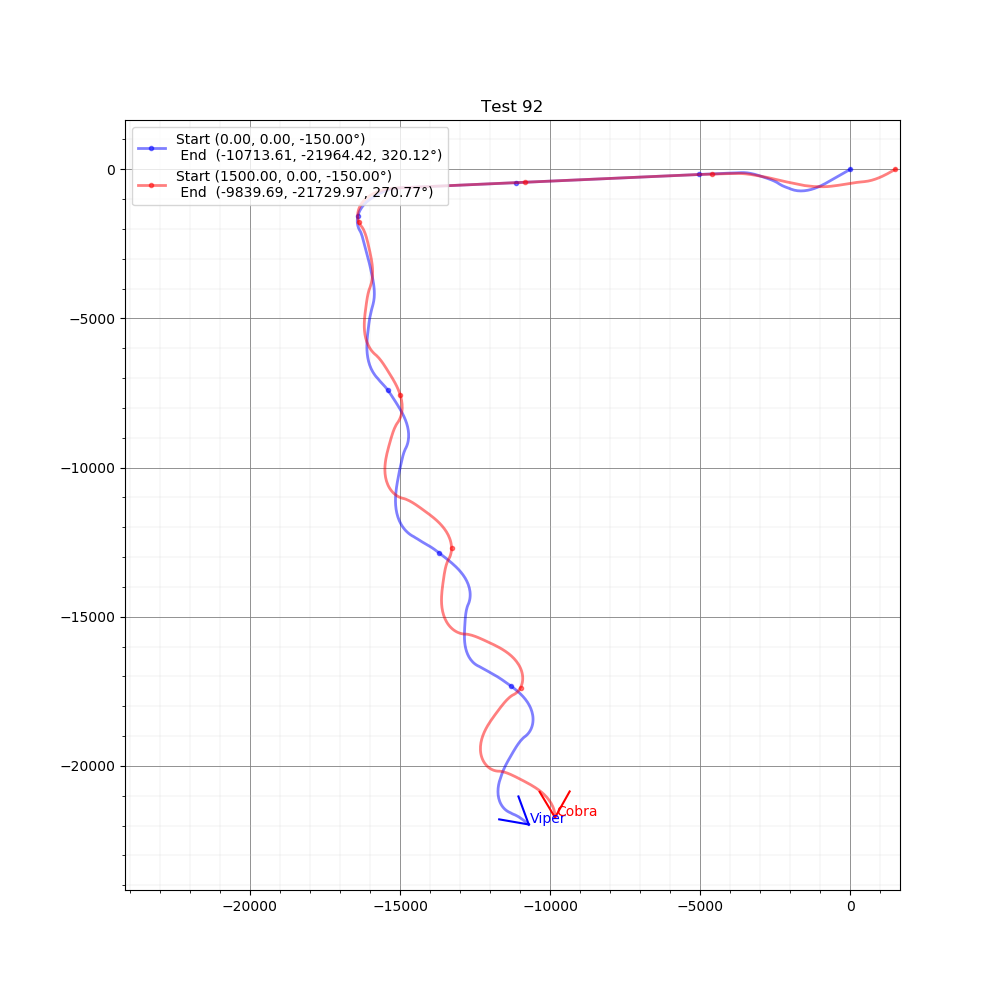 Test 92
Start (0.00, 0.00, -150.00°)
End  (-10713.61, -21964.42, 320.12°)
Start (1500.00, 0.00, -150.00°)
End  (-9839.69, -21729.97, 270.77°)
0
−5000
−10000
−15000
−20000
Cobra
Viper
−20000 −15000 −10000 −5000 0